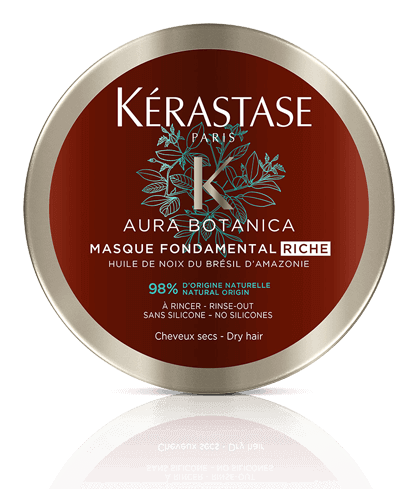 KÉRASTASE
PARIS
K
AURA BOTANICA
MASQUE FONDAMENTAL RICHE
HUILE DE NOIX DU BRÉSIL D'AMAZONIE
98% D'ORIGINE NATURELLE
NATURAL ORIGIN
À RINCER - RINSE-OUT
SANS SILICONE – NO SILICONES
Cheveux secs - Dry hair